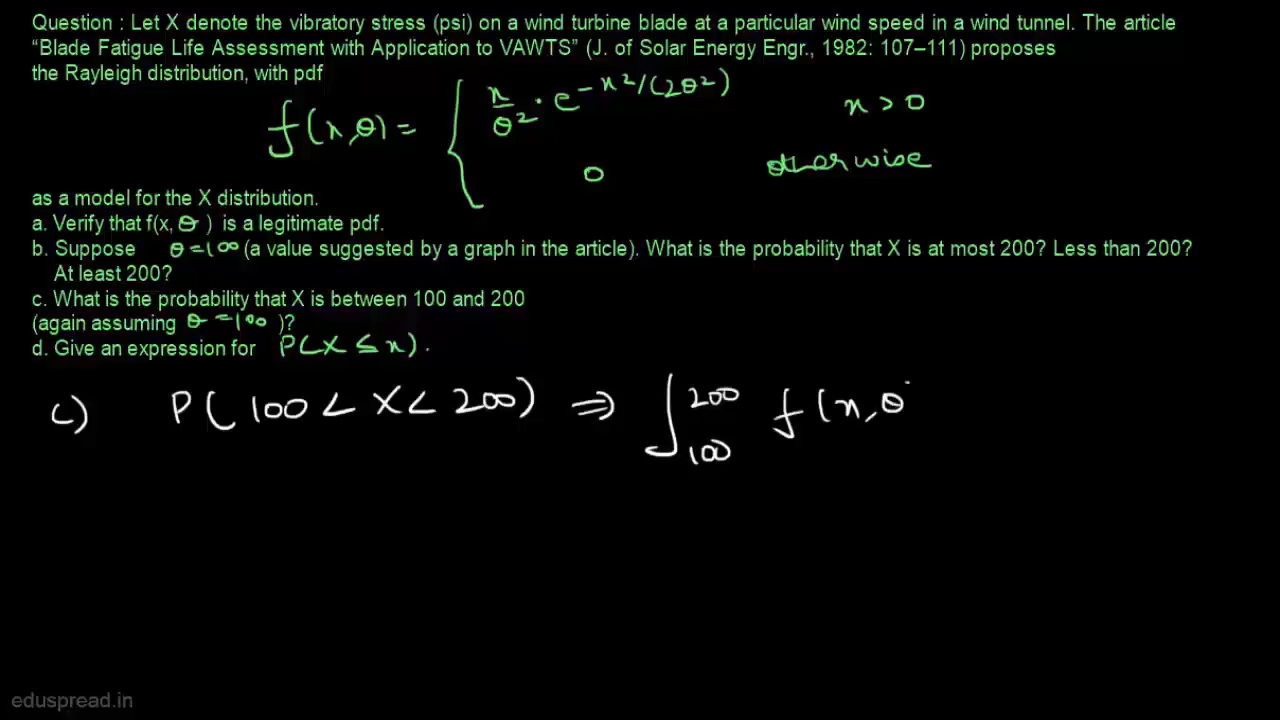 Question : Let X denote the vibratory stress (psi) on a wind turbine blade at a particular wind speed in a wind tunnel. The article
“Blade Fatigue Life Assessment with Application to VAWTS” (J. of Solar Energy Engr., 1982: 107–111) proposes
the Rayleigh distribution, with pdf
f(x,θ) = { x/θ² · e^-x²/(2θ²) x > 0
0 otherwise
as a model for the X distribution.
a. Verify that f(x, θ ) is a legitimate pdf.
b. Suppose θ=100 (a value suggested by a graph in the article). What is the probability that X is at most 200? Less than 200?
At least 200?
c. What is the probability that X is between 100 and 200
(again assuming θ =100 )?
d. Give an expression for P(X ≤ x).
c) P( 100 < X < 200) ⇒ ∫₁₀₀²⁰⁰ f(x,θ
eduspread.in